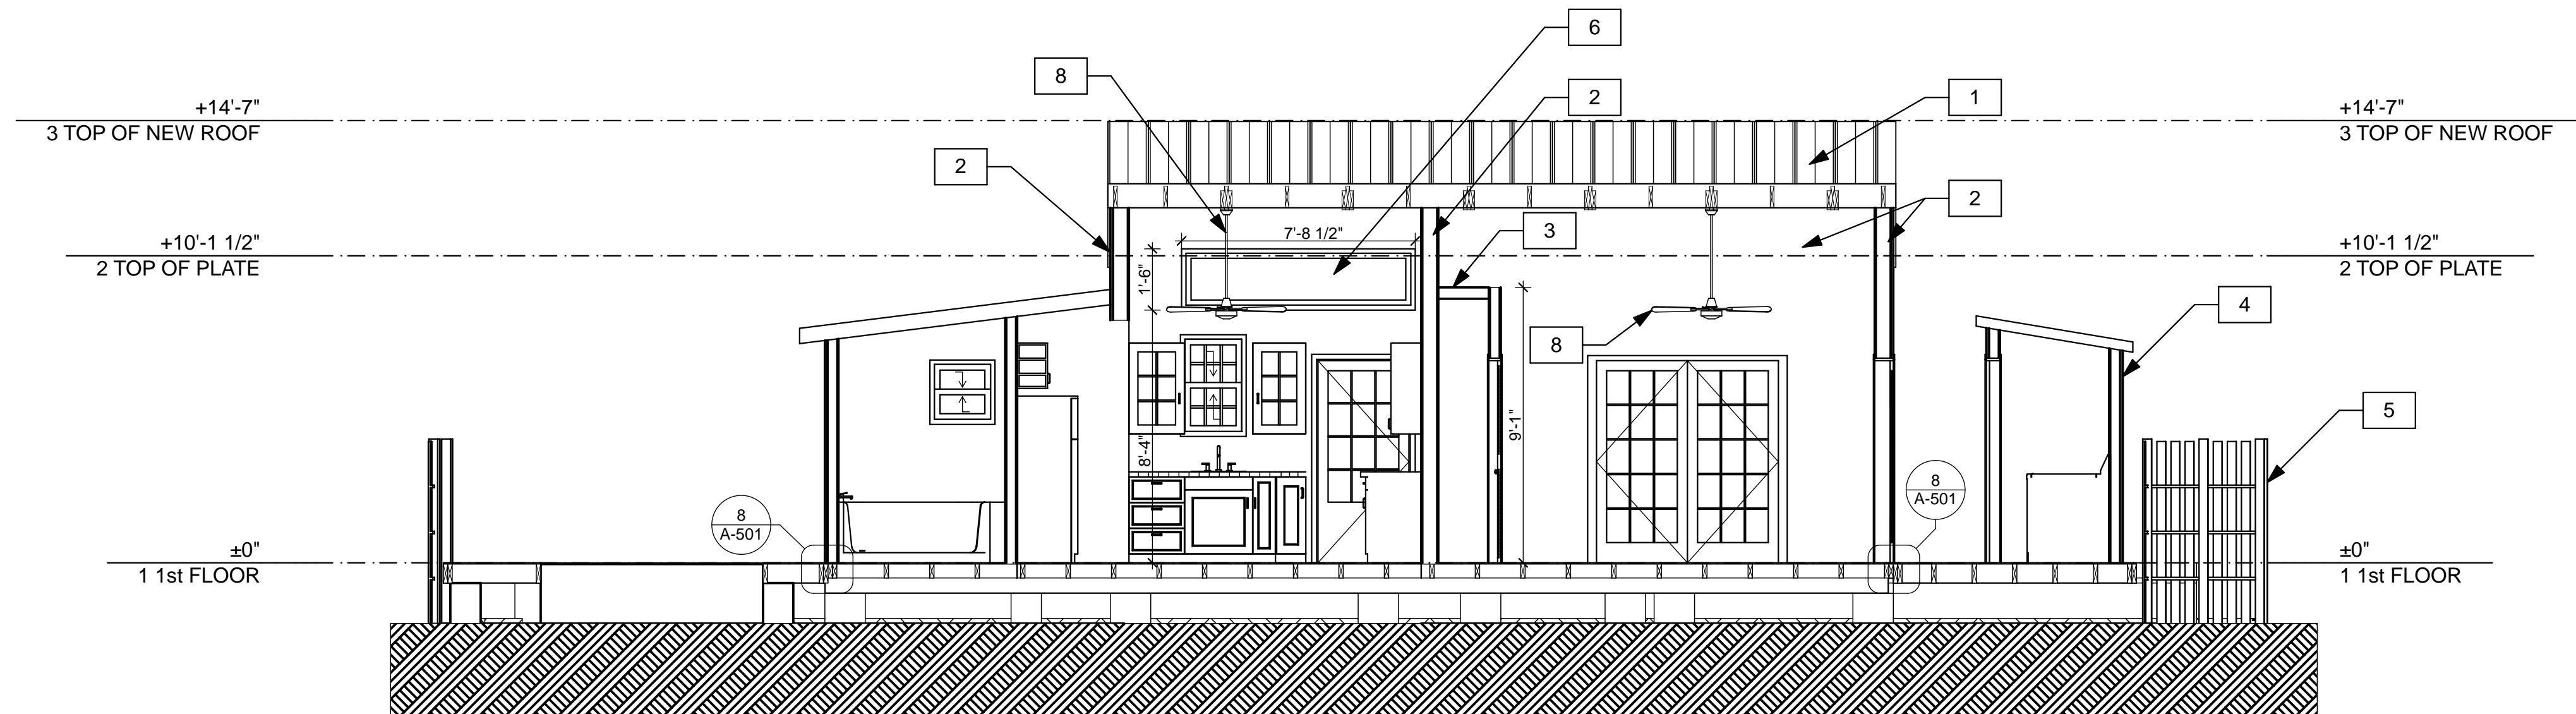 6
8
2
1
+14'-7"
3 TOP OF NEW ROOF
+14'-7"
3 TOP OF NEW ROOF
2
2
3
7'-8 1/2"
+10'-1 1/2"
2 TOP OF PLATE
+10'-1 1/2"
2 TOP OF PLATE
1'-6"
4
8
5
9'-1"
8'-4"
8
A-501
8
A-501
±0"
1 1st FLOOR
±0"
1 1st FLOOR